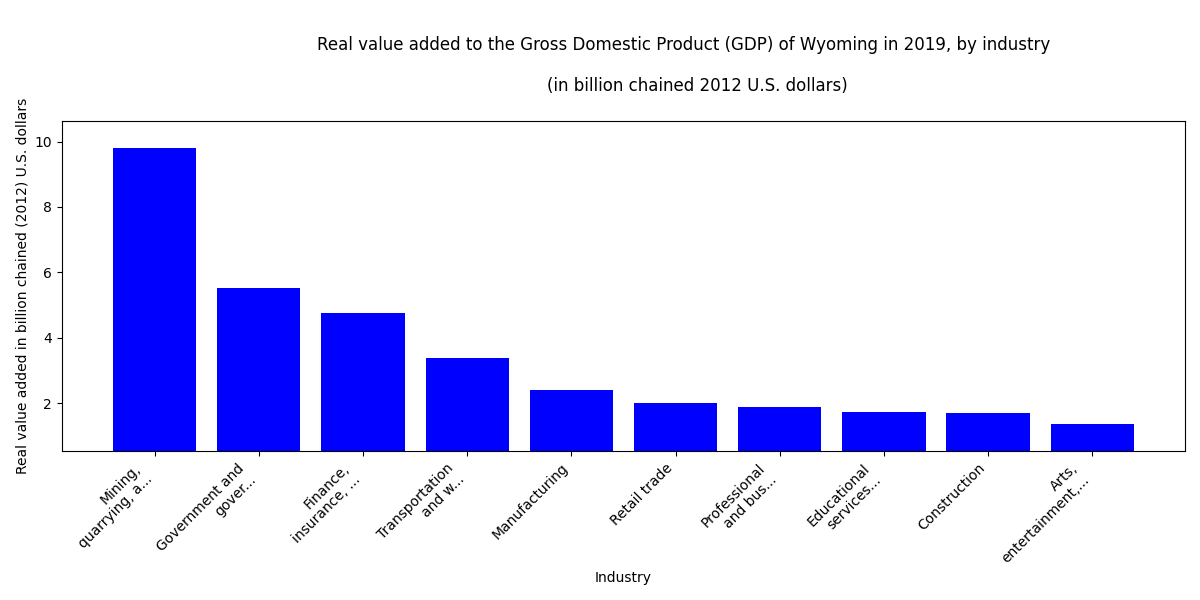 Real value added to the Gross Domestic Product (GDP) of Wyoming in 2019, by industry
(in billion chained 2012 U.S. dollars)
Real value added in billion chained (2012) U.S. dollars
10
8
6
4
2
Mining,
quarrying, a...
Government and
gover...
Finance,
insurance, ...
Transportation
and w...
Manufacturing
Retail trade
Professional
and bus...
Educational
services...
Construction
Arts,
entertainment,...
Industry